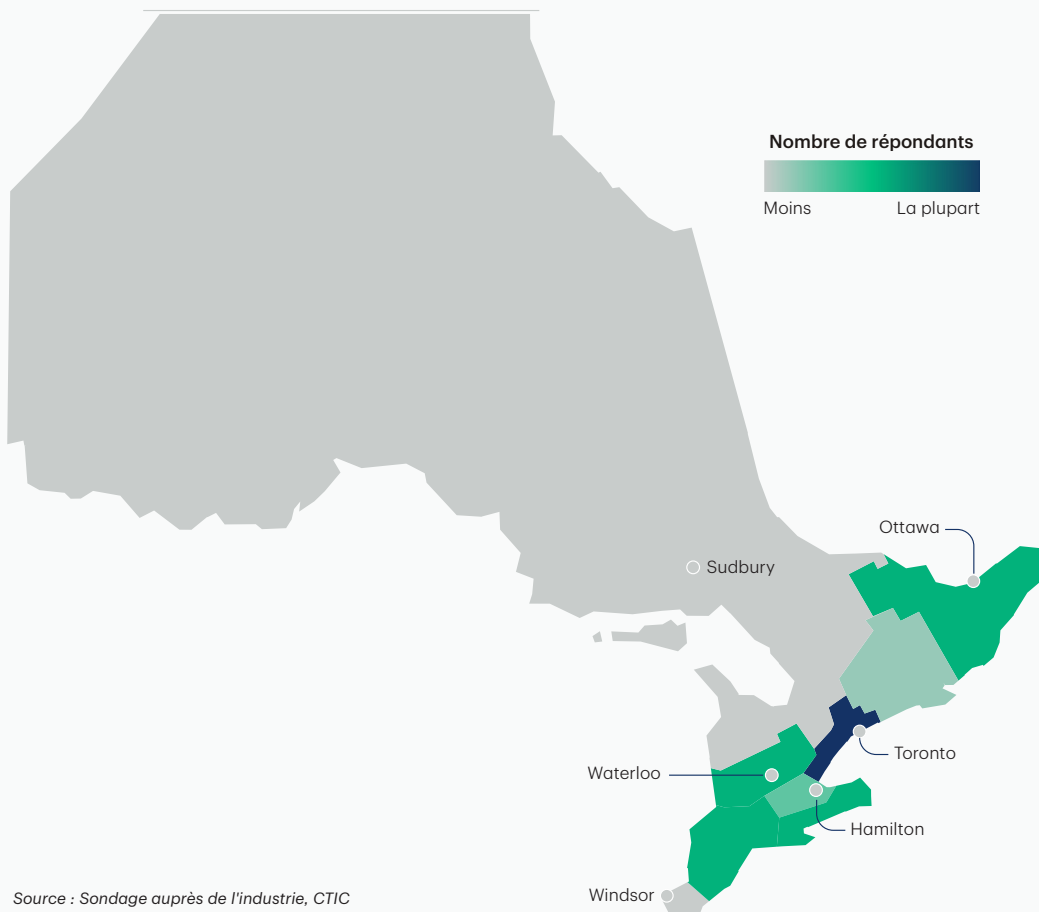 Nombre de répondants
Moins
La plupart
Ottawa
Sudbury
Toronto
Waterloo
Hamilton
Windsor
Source : Sondage auprès de l'industrie, CTIC